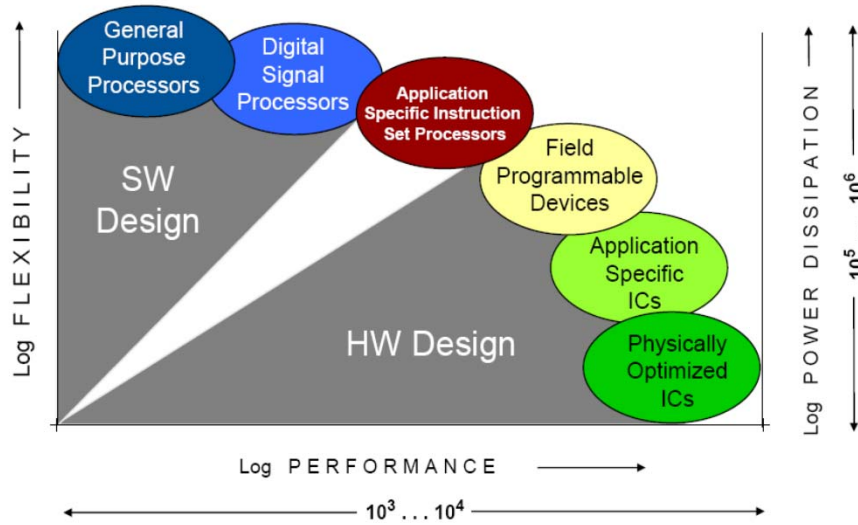 General
Purpose
Processors
Digital
Signal
Processors
Application
Specific Instruction
Set Processors
Field
Programmable
Devices
Application
Specific
ICs
Physically
Optimized
ICs
SW
Design
HW Design
Log FLEXIBILITY
Log POWER DISSIPATION
10⁵ . . . 10⁶
Log PERFORMANCE
10³ . . . 10⁴